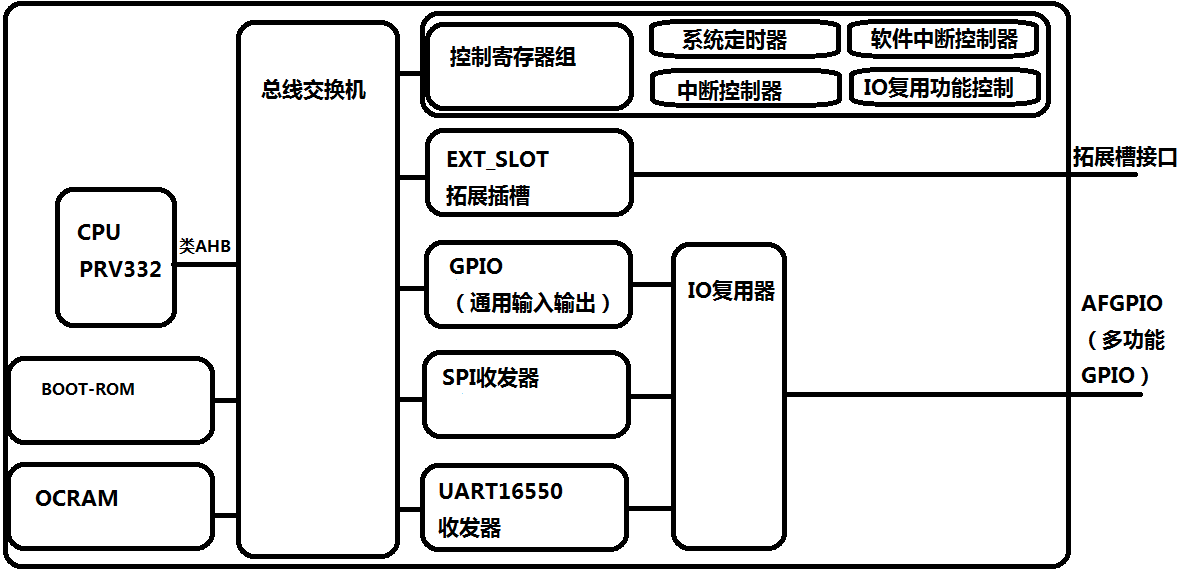 总线交换机
控制寄存器组
系统定时器
软件中断控制器
中断控制器
IO复用功能控制
EXT_SLOT
拓展插槽
拓展槽接口
CPU
PRV332
类AHB
GPIO
（通用输入输出）
IO复用器
AFGPIO
（多功能
GPIO）
BOOT-ROM
SPI收发器
OCRAM
UART16550
收发器